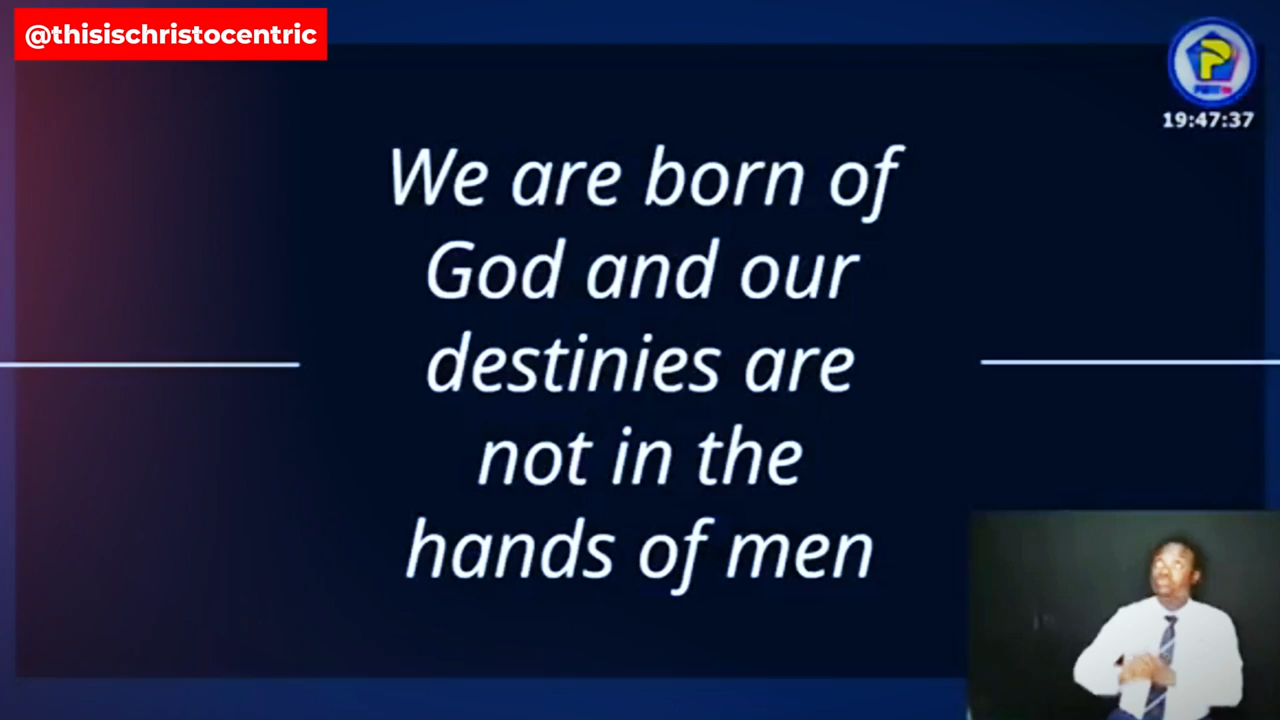 @thisischristocentric
19:47:37
We are born of
God and our
destinies are
not in the
hands of men